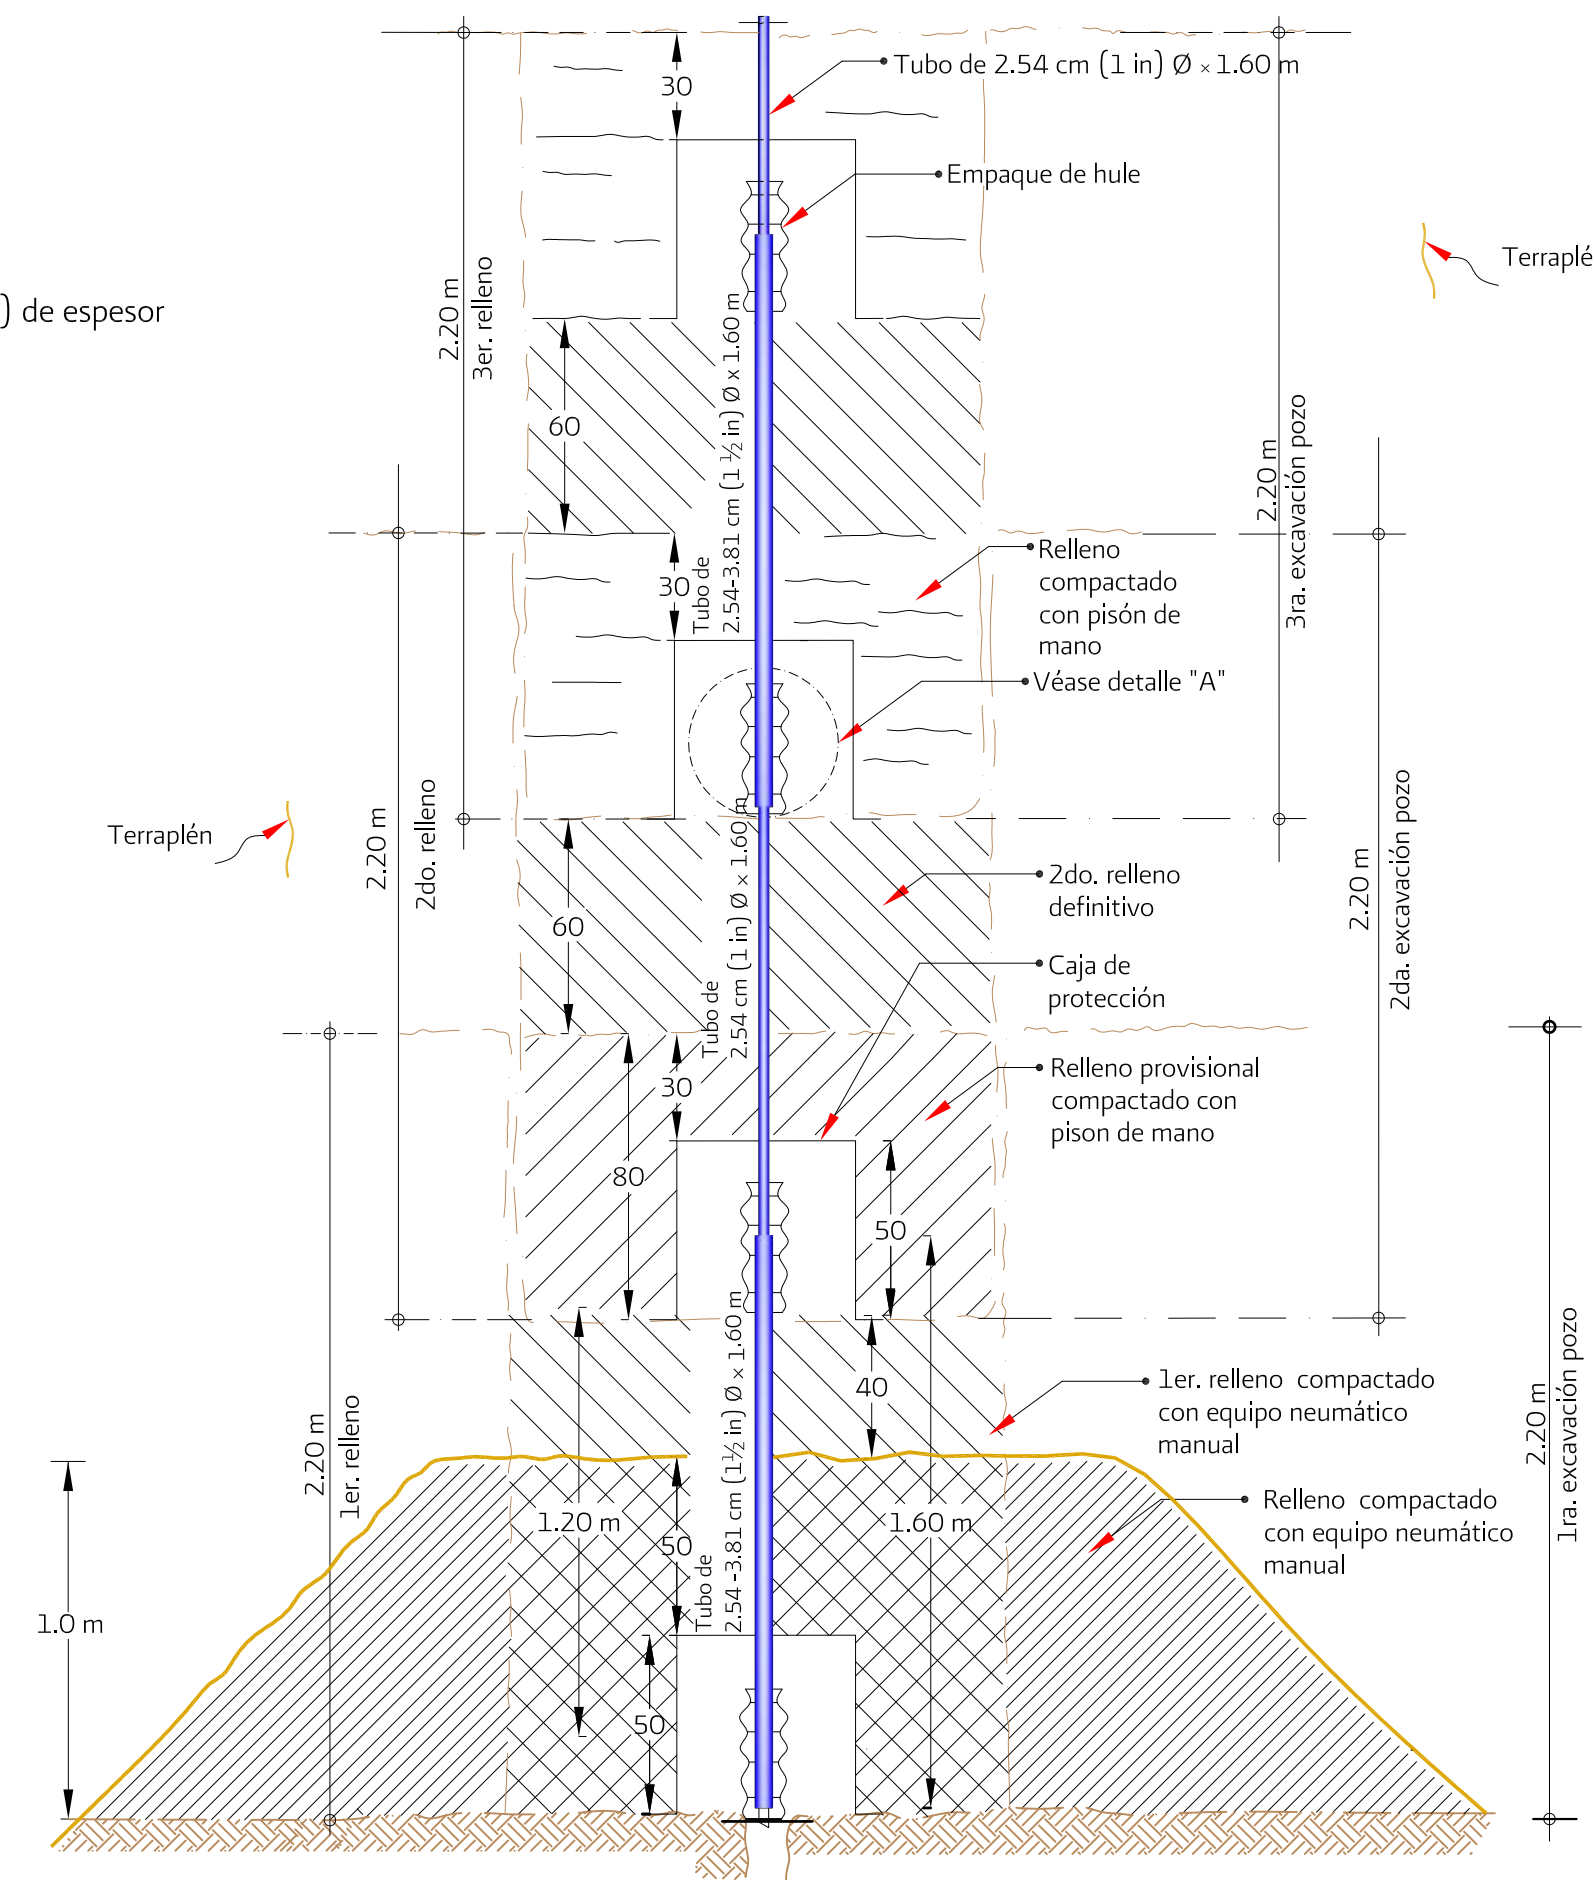 30
Tubo de 2.54 cm (1 in) Ø × 1.60 m
Empaque de hule
Terraplé
) de espesor
2.20 m
3er. relleno
60
Tubo de
2.54-3.81 cm (1 ½ in) Ø x 1.60 m
2.20 m
3ra. excavación pozo
30
Relleno
compactado
con pisón de
mano
Véase detalle "A"
Terraplén
2.20 m
2do. relleno
60
Tubo de
2.54 cm (1 in) Ø × 1.60 m
2do. relleno
definitivo
2.20 m
2da. excavación pozo
Caja de
protección
30
80
50
Relleno provisional
compactado con
pison de mano
40
1er. relleno compactado
con equipo neumático
manual
2.20 m
1er. relleno
2.20 m
1ra. excavación pozo
Tubo de
2.54-3.81 cm (1½ in) Ø × 1.60 m
1.20 m
50
1.60 m
Relleno compactado
con equipo neumático
manual
1.0 m
50